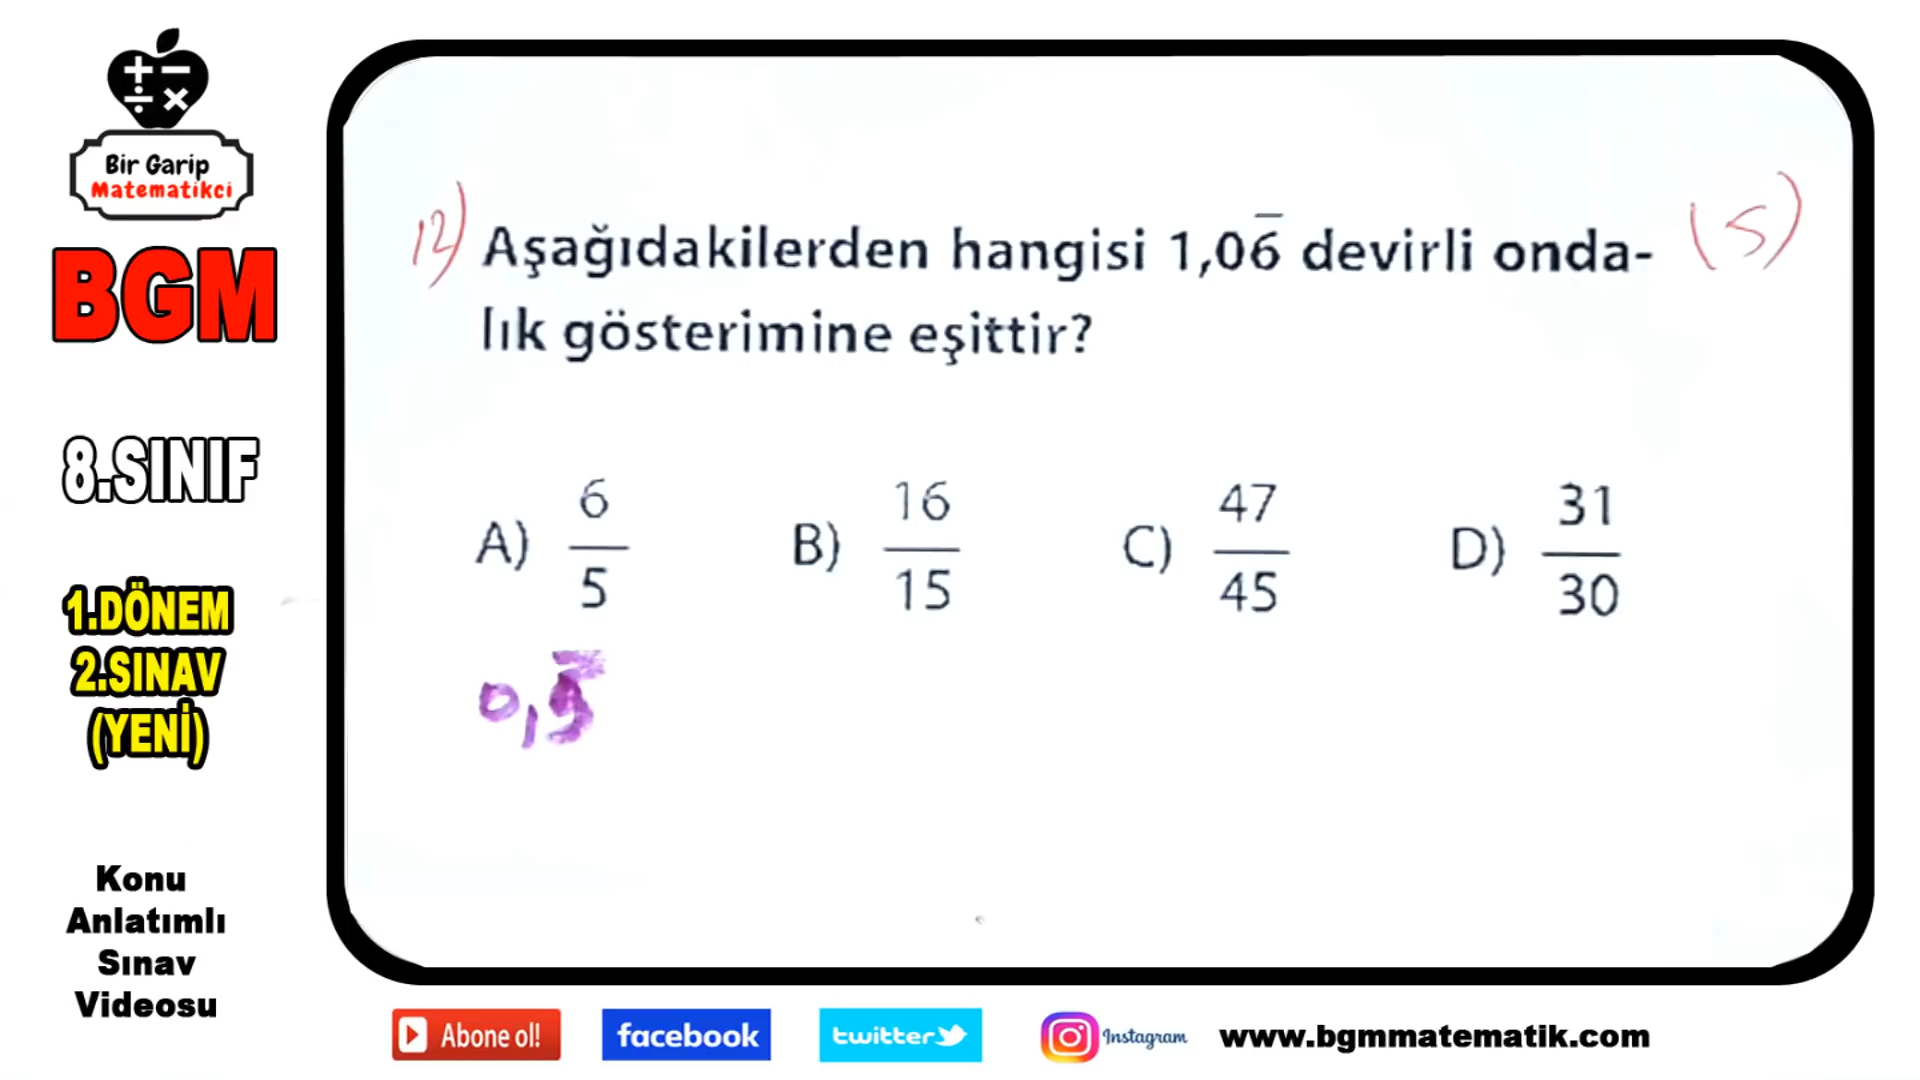 Bir Garip
Matematikci
BGM
8.SINIF
1.DÖNEM
2.SINAV
(YENİ)
Konu
Anlatımlı
Sınav
Videosu
12) Aşağıdakilerden hangisi 1,06̅ devirli onda- (5)
lık gösterimine eşittir?
A) 6/5 B) 16/15 C) 47/45 D) 31/30
Abone ol! facebook twitter Instagram www.bgmmatematik.com